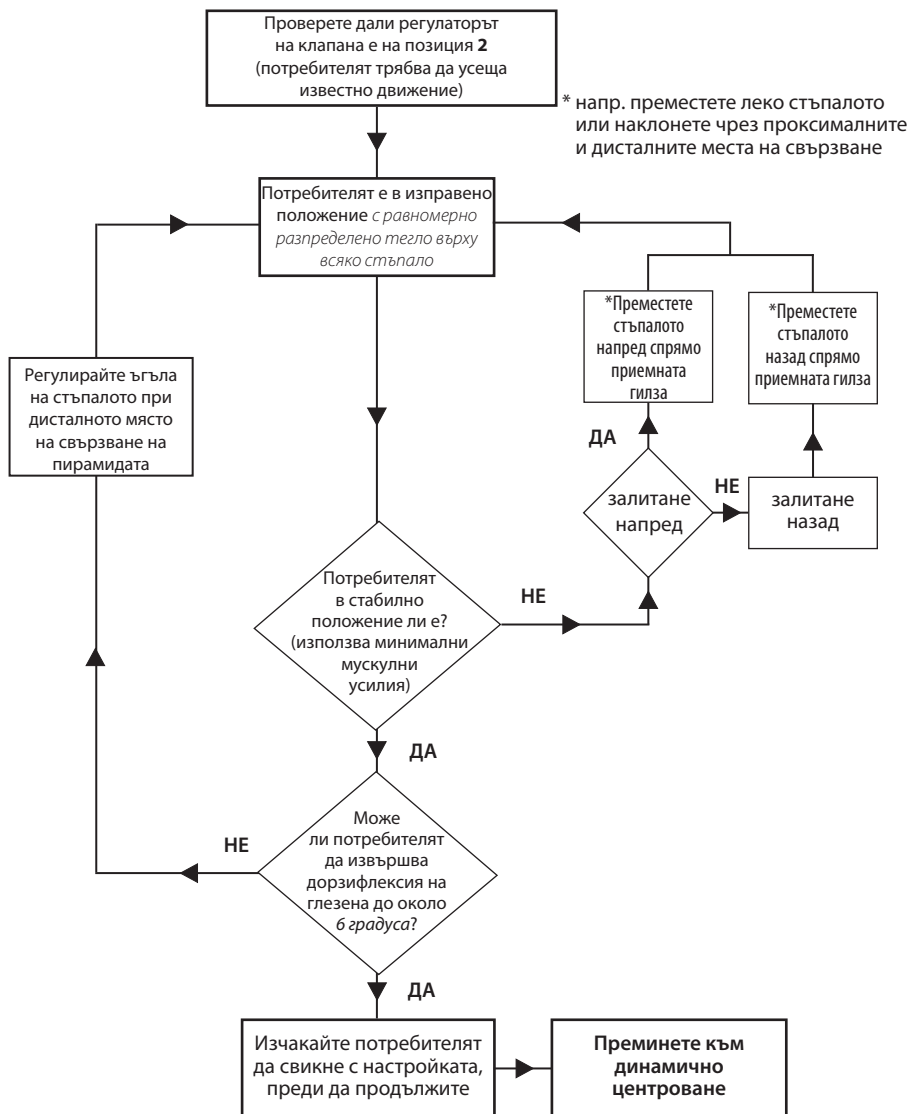 Проверете дали регулаторът
на клапана е на позиция 2
(потребителят трябва да усеща
известно движение)
* напр. преместете леко стъпалото
или наклонете чрез проксималните
и дисталните места на свързване
Потребителят е в изправено
положение с равномерно
разпределено тегло върху
всяко стъпало
*Преместете
стъпалото
напред спрямо
приемната
гилза
*Преместете
стъпалото
назад спрямо
приемната гилза
Регулирайте ъгъла
на стъпалото при
дисталното място
на свързване на
пирамидата
ДА
залитане
напред
НЕ
залитане
назад
Потребителят
в стабилно
положение ли е?
(използва минимални
мускулни
усилия)
НЕ
ДА
Може
ли потребителят
да извършва
дорзифлексия на
глезена до около
6 градуса?
НЕ
ДА
Изчакайте потребителят
да свикне с настройката,
преди да продължите
Преминете към
динамично
центроване